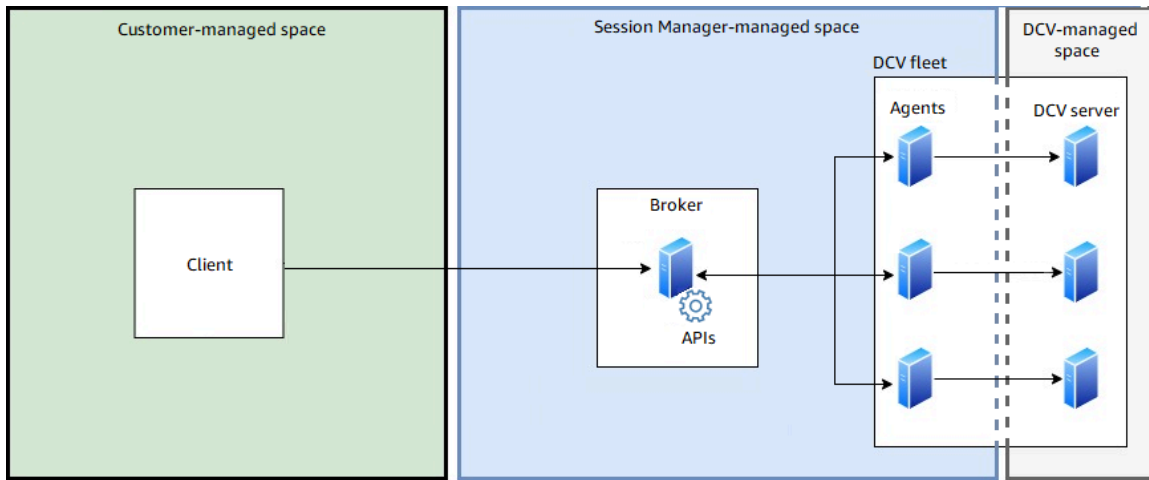 Customer-managed space
Session Manager-managed space
DCV-managed
space
DCV fleet
Agents
DCV server
Broker
Client
APIs